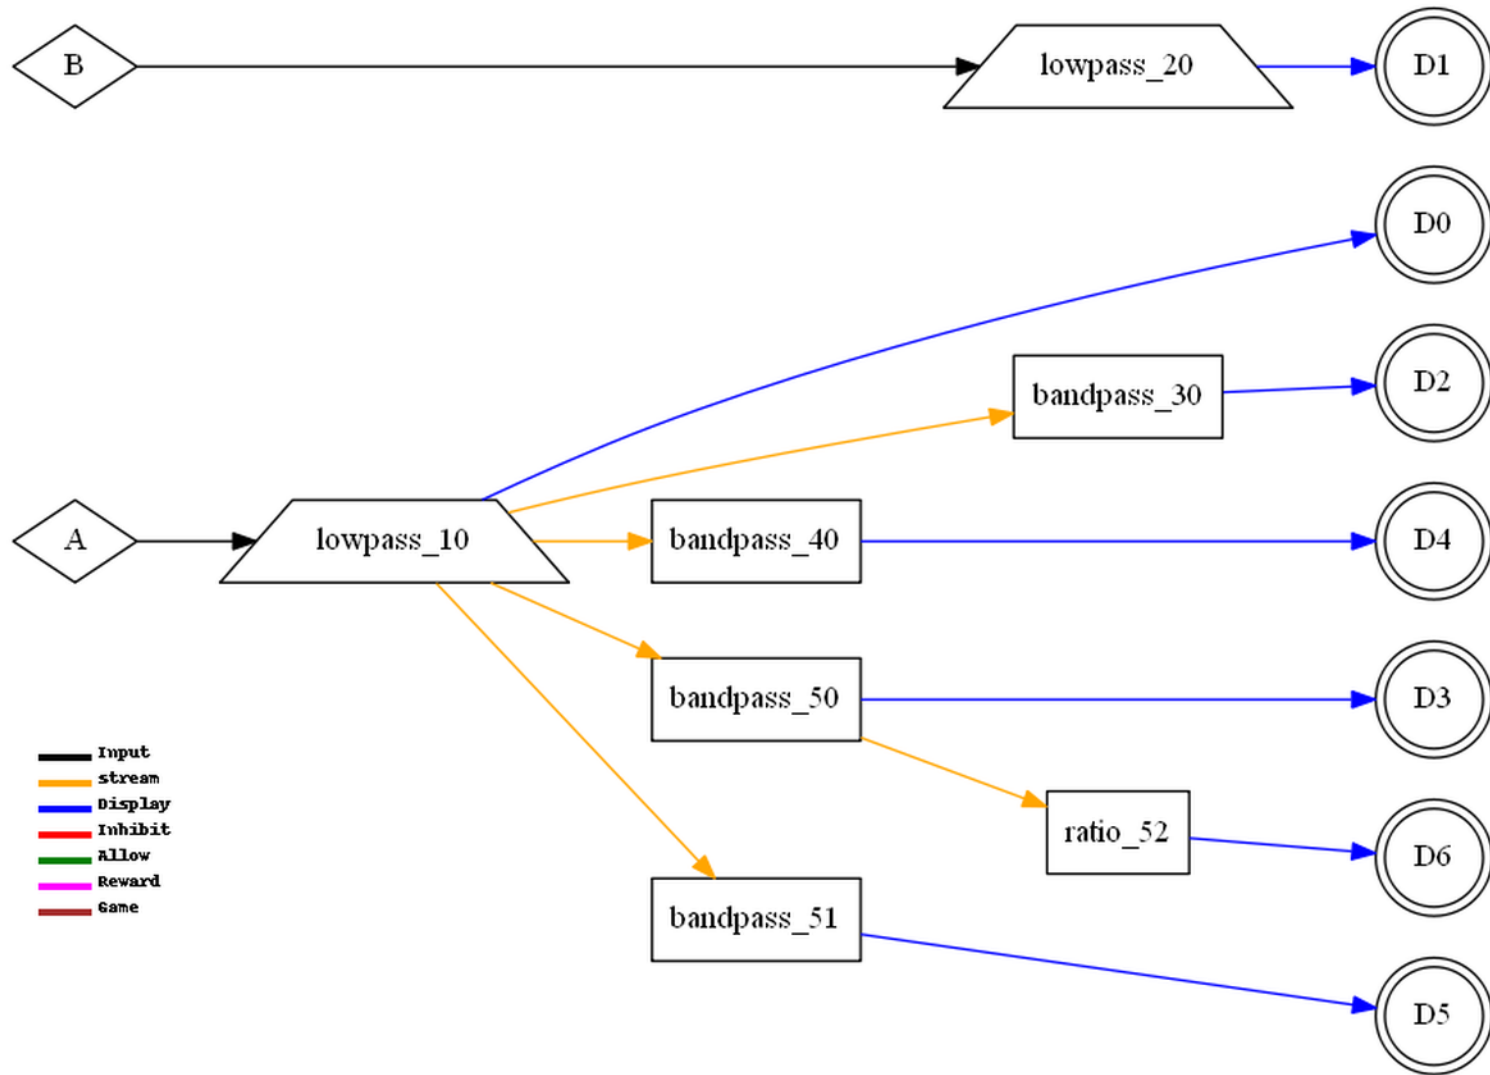 B
lowpass_20
D1
D0
bandpass_30
D2
A
lowpass_10
bandpass_40
D4
bandpass_50
D3
Input
stream
Display
Inhibit
Allow
Reward
Game
ratio_52
D6
bandpass_51
D5